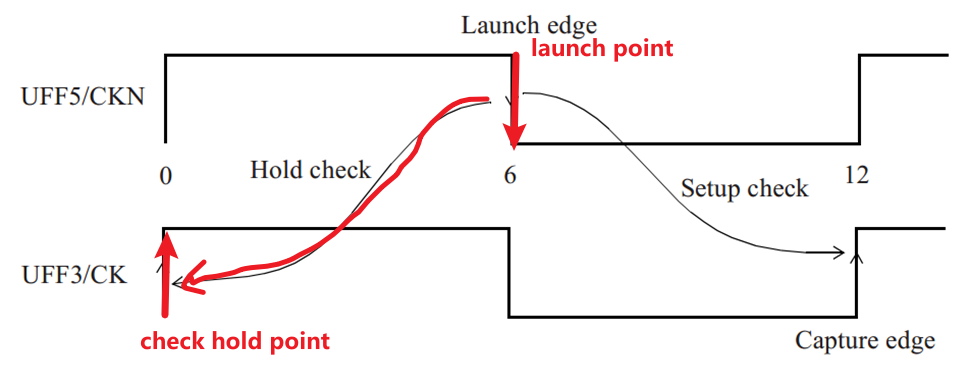 Launch edge
launch point
UFF5/CKN
Hold check
0
6
12
Setup check
UFF3/CK
check hold point
Capture edge